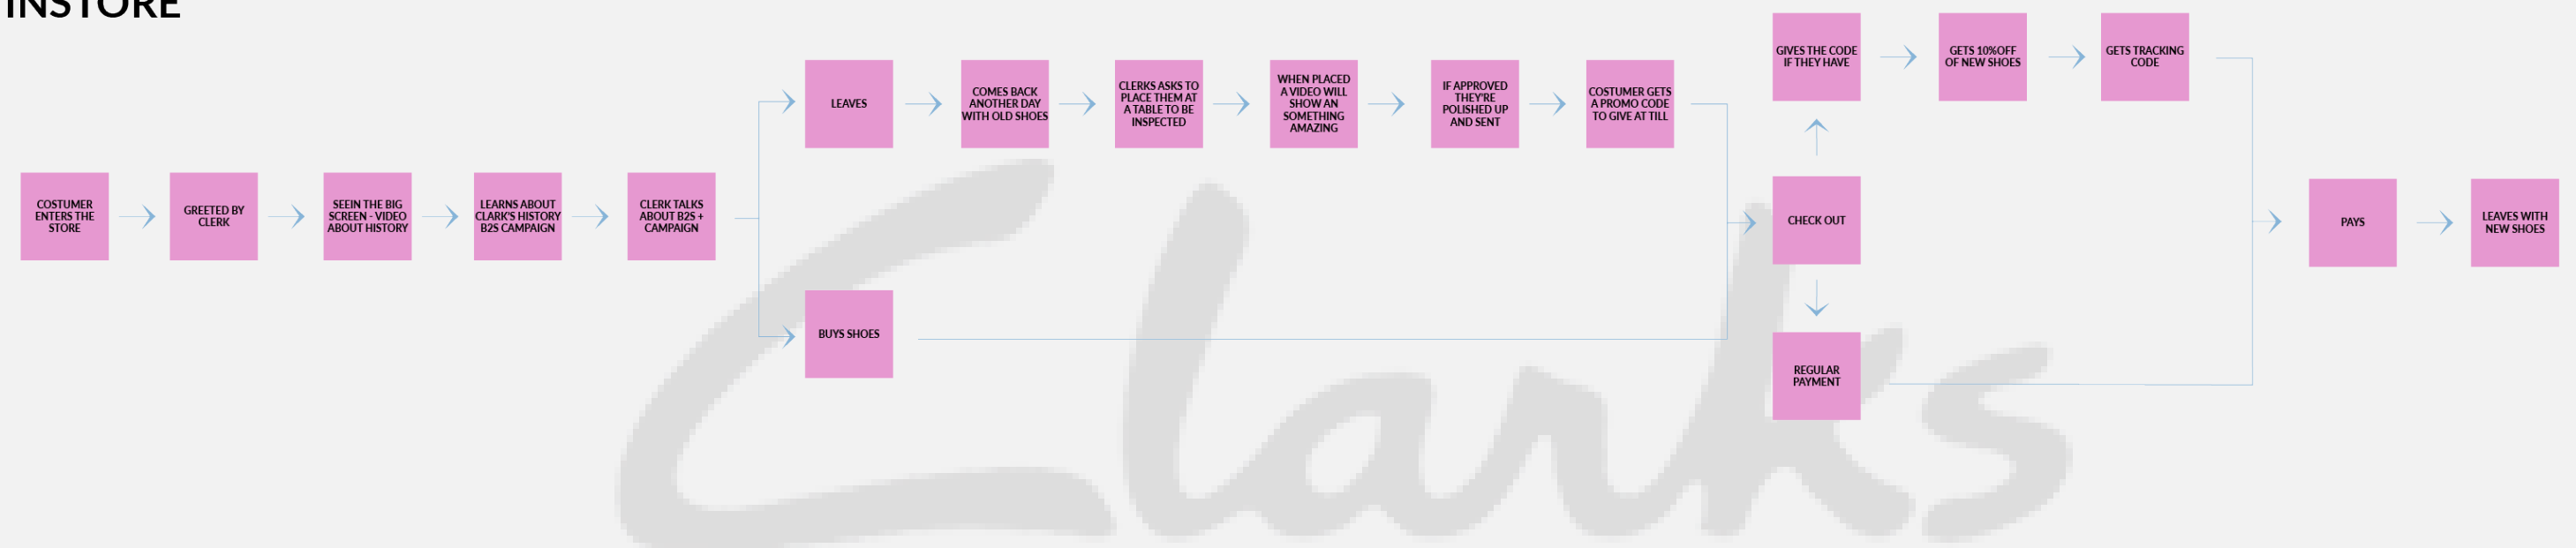 INSTORE
COSTUMER
ENTERS THE
STORE
GREETED BY
CLERK
SEEIN THE BIG
SCREEN - VIDEO
ABOUT HISTORY
LEARNS ABOUT
CLARK'S HISTORY
B2S CAMPAIGN
CLERK TALKS
ABOUT B2S +
CAMPAIGN
LEAVES
COMES BACK
ANOTHER DAY
WITH OLD SHOES
CLERKS ASKS TO
PLACE THEM AT
A TABLE TO BE
INSPECTED
WHEN PLACED
A VIDEO WILL
SHOW AN
SOMETHING
AMAZING
IF APPROVED
THEY'RE
POLISHED UP
AND SENT
COSTUMER GETS
A PROMO CODE
TO GIVE AT TILL
BUYS SHOES
CHECK OUT
GIVES THE CODE
IF THEY HAVE
GETS 10%OFF
OF NEW SHOES
GETS TRACKING
CODE
REGULAR
PAYMENT
PAYS
LEAVES WITH
NEW SHOES
Clarks